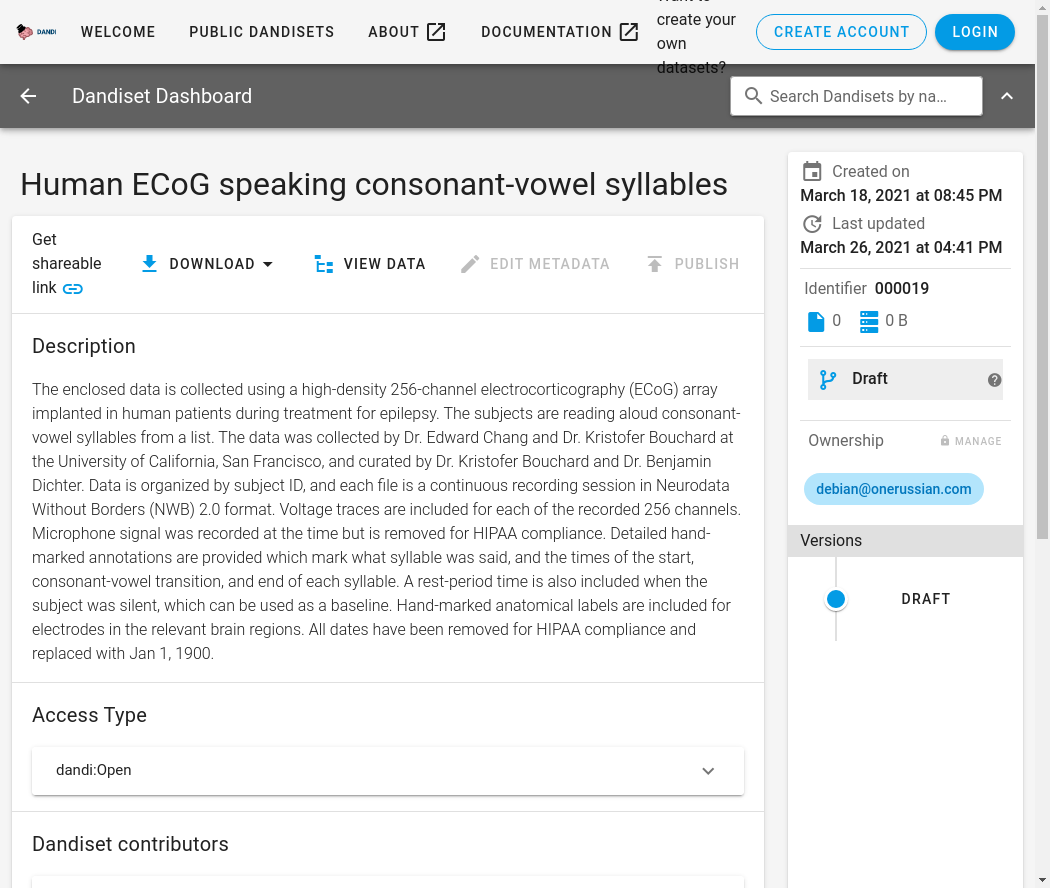 DANDI
WELCOME
PUBLIC DANDISETS
ABOUT
DOCUMENTATION
create your
own
datasets?
CREATE ACCOUNT
LOGIN
Dandiset Dashboard
Search Dandisets by na…
Human ECoG speaking consonant-vowel syllables
Get
shareable
link
DOWNLOAD
VIEW DATA
EDIT METADATA
PUBLISH
Description
The enclosed data is collected using a high-density 256-channel electrocorticography (ECoG) array
implanted in human patients during treatment for epilepsy. The subjects are reading aloud consonant-
vowel syllables from a list. The data was collected by Dr. Edward Chang and Dr. Kristofer Bouchard at
the University of California, San Francisco, and curated by Dr. Kristofer Bouchard and Dr. Benjamin
Dichter. Data is organized by subject ID, and each file is a continuous recording session in Neurodata
Without Borders (NWB) 2.0 format. Voltage traces are included for each of the recorded 256 channels.
Microphone signal was recorded at the time but is removed for HIPAA compliance. Detailed hand-
marked annotations are provided which mark what syllable was said, and the times of the start,
consonant-vowel transition, and end of each syllable. A rest-period time is also included when the
subject was silent, which can be used as a baseline. Hand-marked anatomical labels are included for
electrodes in the relevant brain regions. All dates have been removed for HIPAA compliance and
replaced with Jan 1, 1900.
Access Type
dandi:Open
Dandiset contributors
Created on
March 18, 2021 at 08:45 PM
Last updated
March 26, 2021 at 04:41 PM
Identifier 000019
0
0 B
Draft
Ownership
MANAGE
debian@onerussian.com
Versions
DRAFT